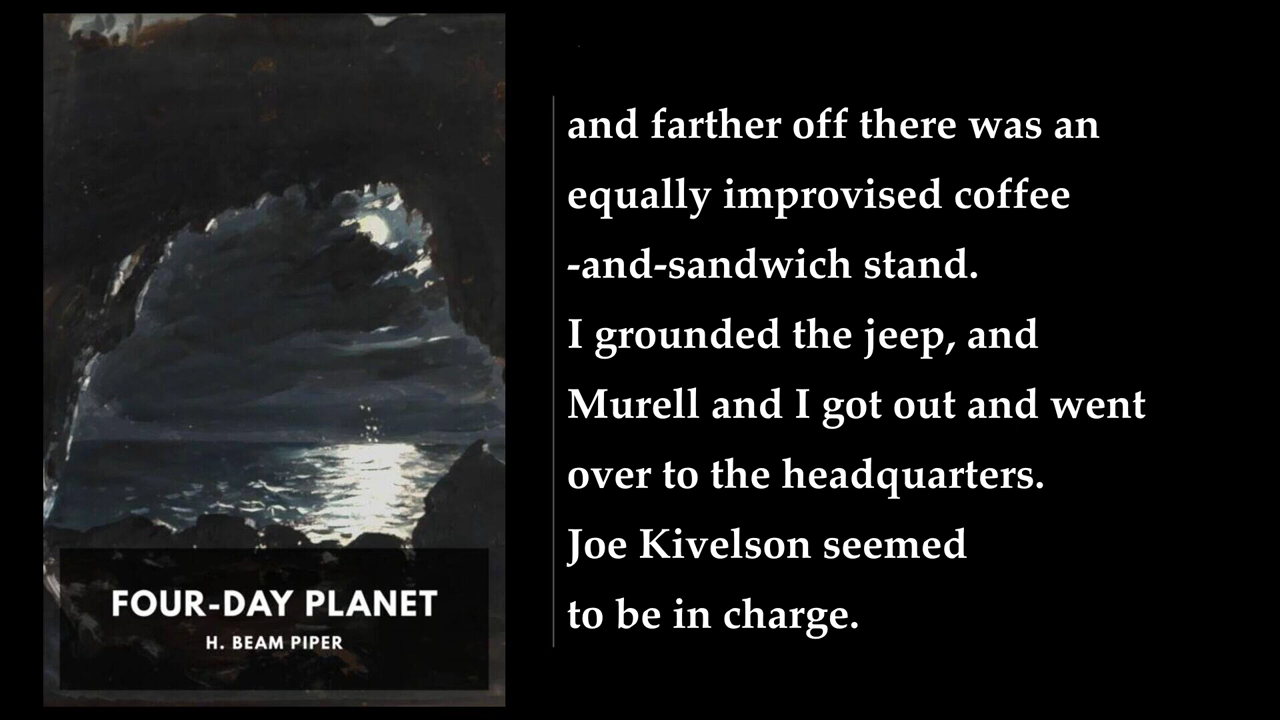 FOUR-DAY PLANET
H. BEAM PIPER
and farther off there was an
equally improvised coffee
-and-sandwich stand.
I grounded the jeep, and
Murell and I got out and went
over to the headquarters.
Joe Kivelson seemed
to be in charge.